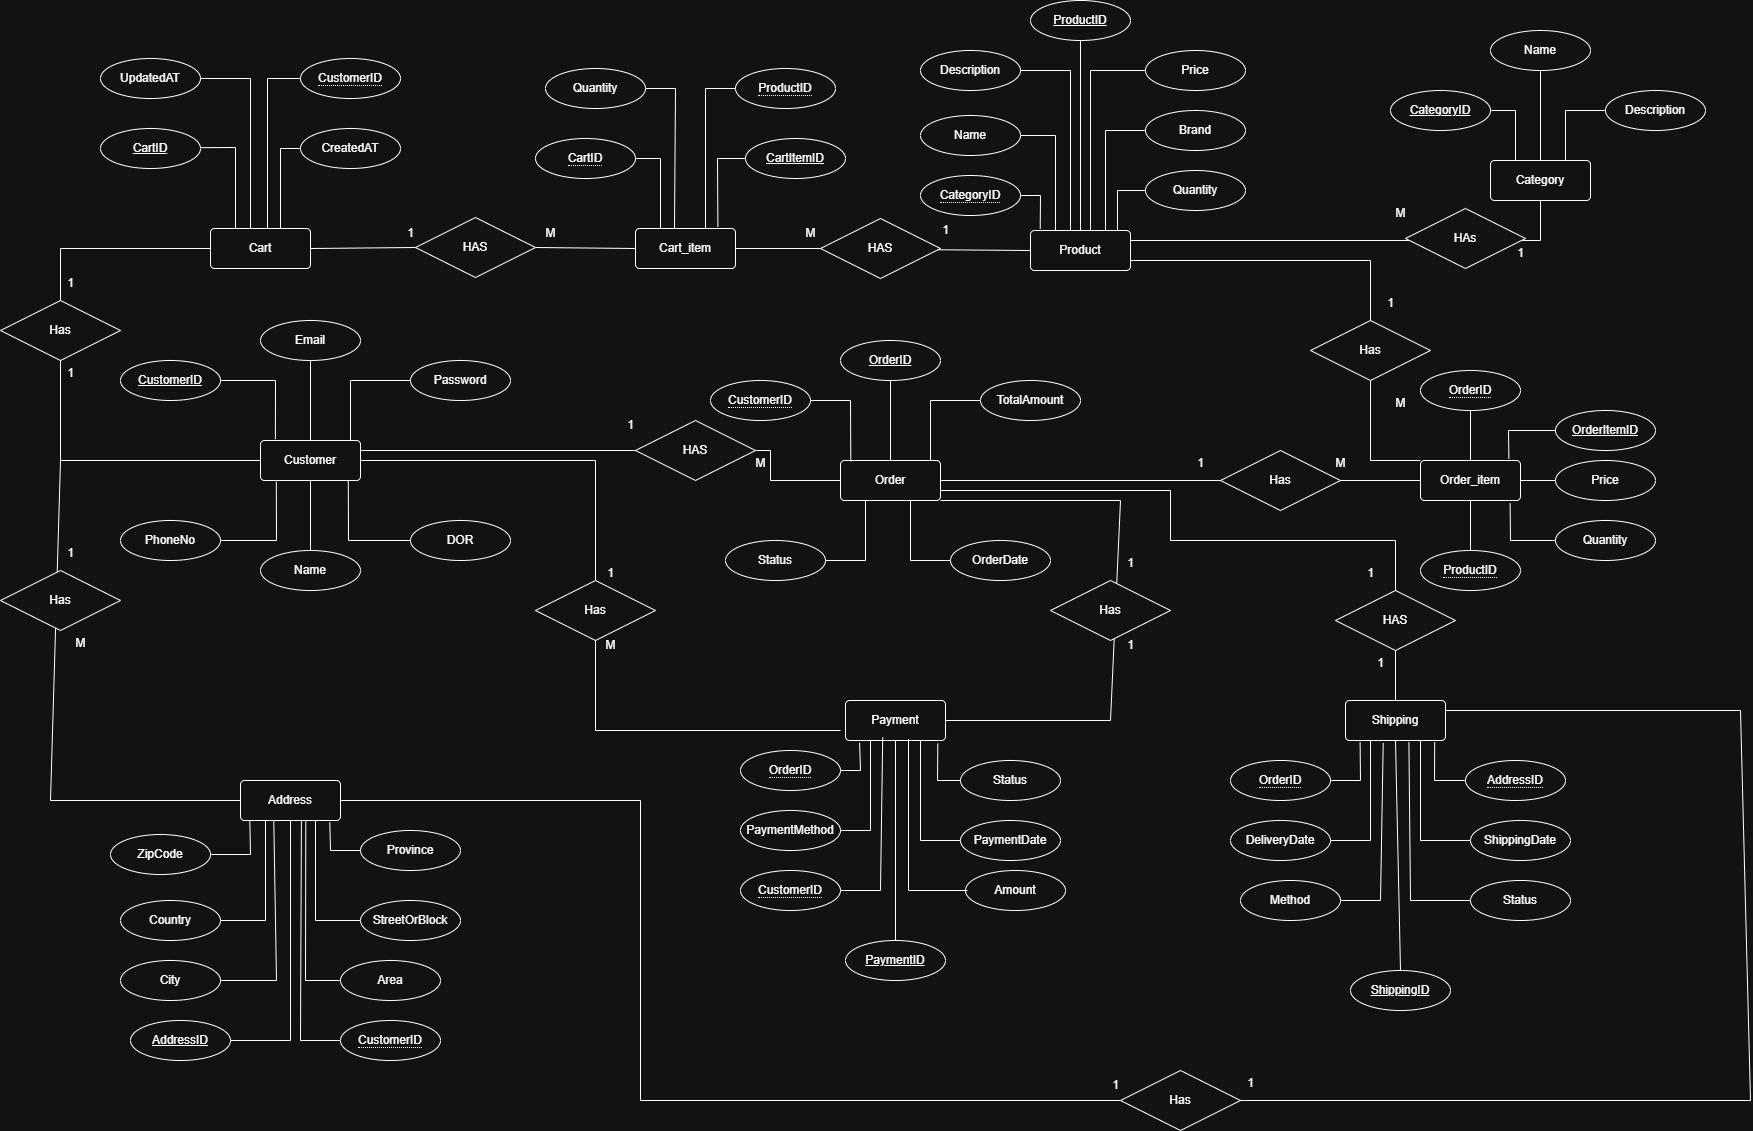 ProductID
Name
UpdatedAT
CustomerID
Quantity
ProductID
Description
Price
CategoryID
Description
CartID
CreatedAT
CartID
CartItemID
Name
Brand
CategoryID
Quantity
Category
Cart
1
HAS
M
Cart_item
M
HAS
1
Product
M
HAs
1
1
Has
1
1
Has
M
Email
CustomerID
Password
Customer
PhoneNo
DOR
Name
1
HAS
M
OrderID
CustomerID
TotalAmount
Order
Status
OrderDate
1
Has
M
OrderID
OrderItemID
Order_item
Price
Quantity
ProductID
1
Has
M
1
Has
M
1
Has
1
1
HAS
1
Payment
OrderID
Status
PaymentMethod
PaymentDate
CustomerID
Amount
PaymentID
Shipping
OrderID
AddressID
DeliveryDate
ShippingDate
Method
Status
ShippingID
Address
ZipCode
Province
Country
StreetOrBlock
City
Area
AddressID
CustomerID
1
Has
1